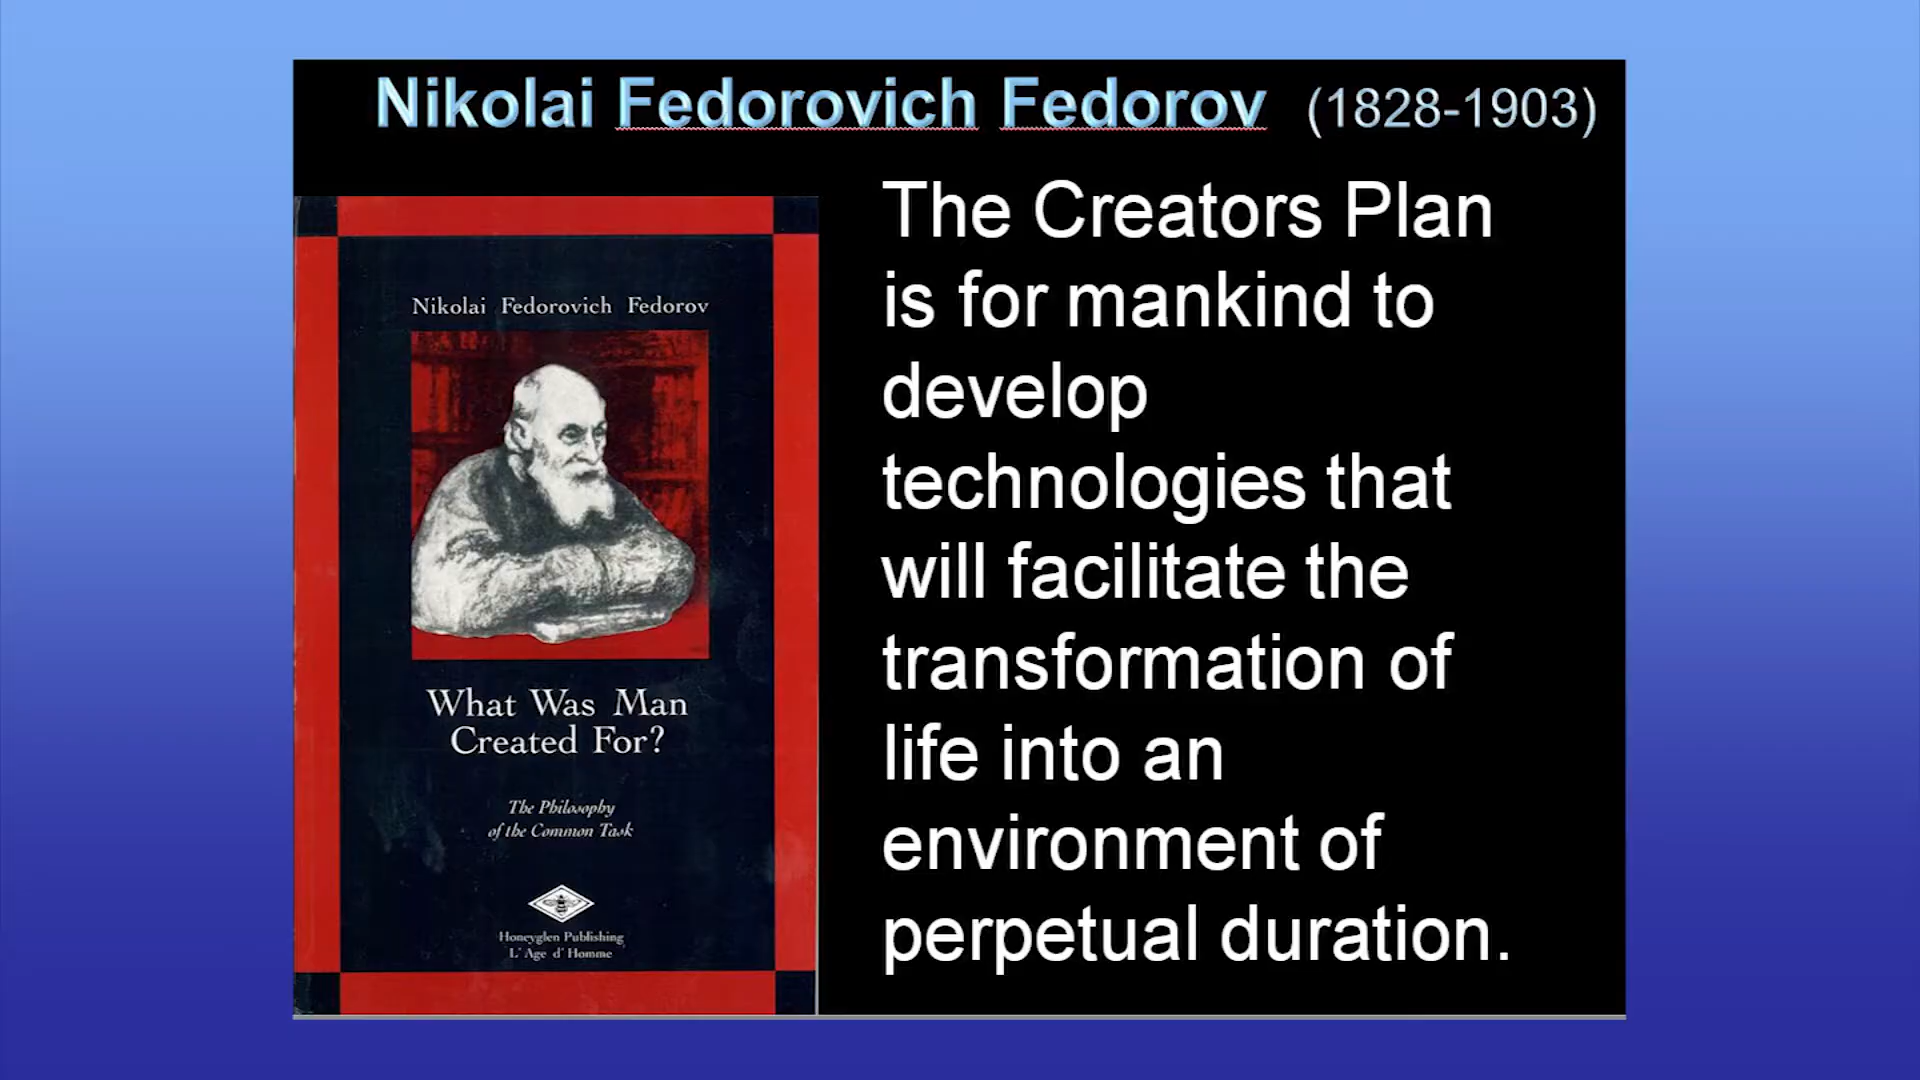 Nikolai Fedorovich Fedorov (1828-1903)
Nikolai Fedorovich Fedorov
What Was Man
Created For?
The Philosophy
of the Common Task
Honeyglen Publishing
L'Age d'Homme
The Creators Plan
is for mankind to
develop
technologies that
will facilitate the
transformation of
life into an
environment of
perpetual duration.